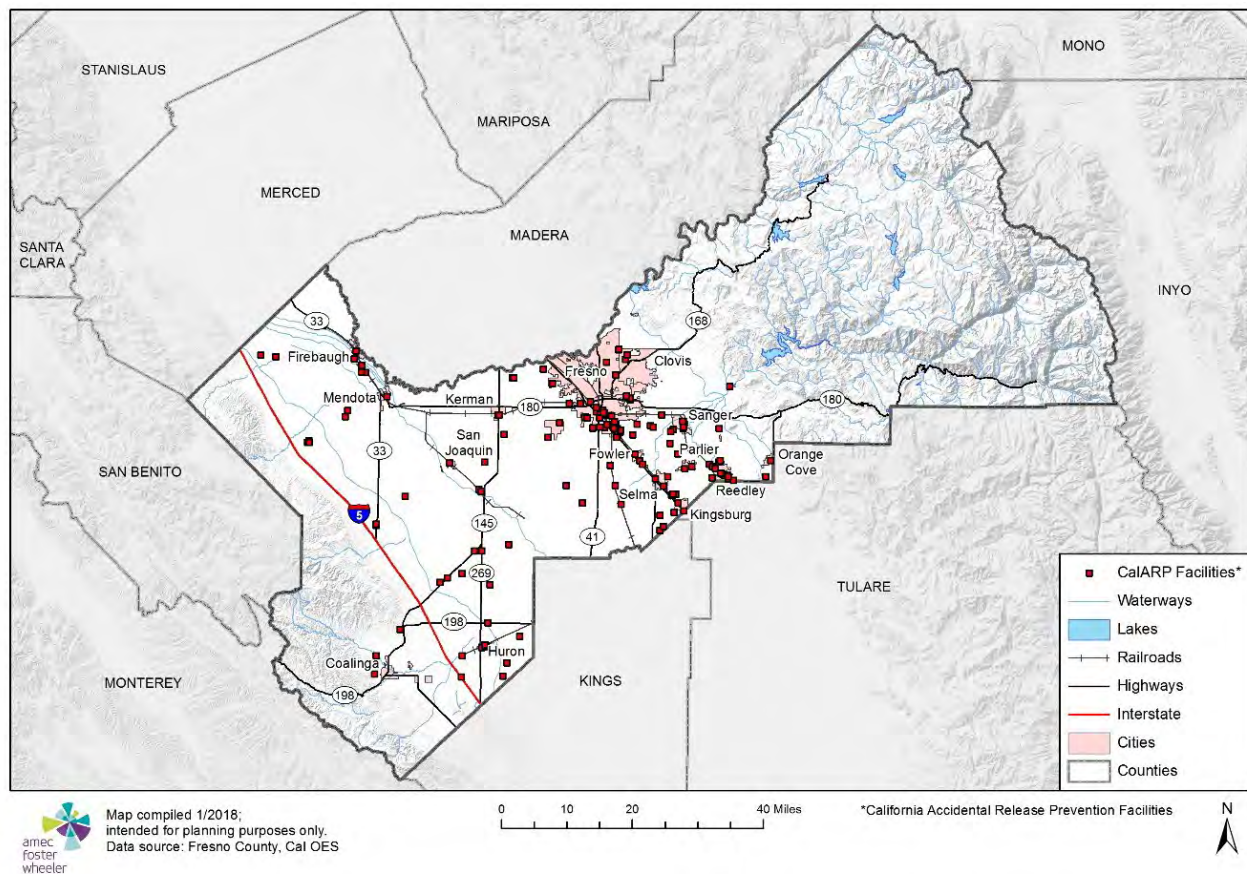 MONO
STANISLAUS
MARIPOSA
MERCED
SANTA
CLARA
MADERA
INYO
33
168
Firebaugh
Clovis
Fresno
Mendota
Kerman
180
180
Sanger
San
Joaquin
33
Parlier
Orange
Cove
Fowler
SAN BENITO
Reedley
Selma
Kingsburg
5
145
41
269
TULARE
198
Huron
Coalinga
KINGS
MONTEREY
198
CalARP Facilities*
Waterways
Lakes
Railroads
Highways
Interstate
Cities
Counties
amec
foster
wheeler
Map compiled 1/2018;
intended for planning purposes only.
Data source: Fresno County, Cal OES
0 10 20 40 Miles
*California Accidental Release Prevention Facilities
N